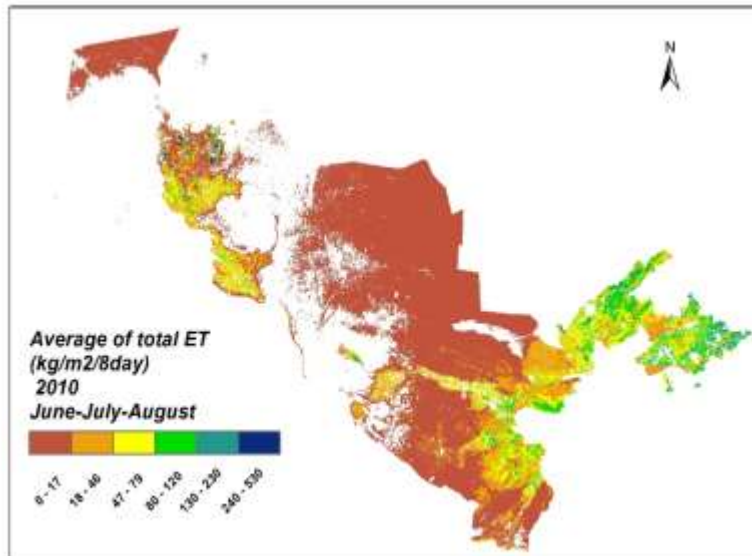 N
Average of total ET
(kg/m2/8day)
2010
June-July-August
0 - 17
18 - 46
47 - 79
80 - 120
130 - 230
240 - 530